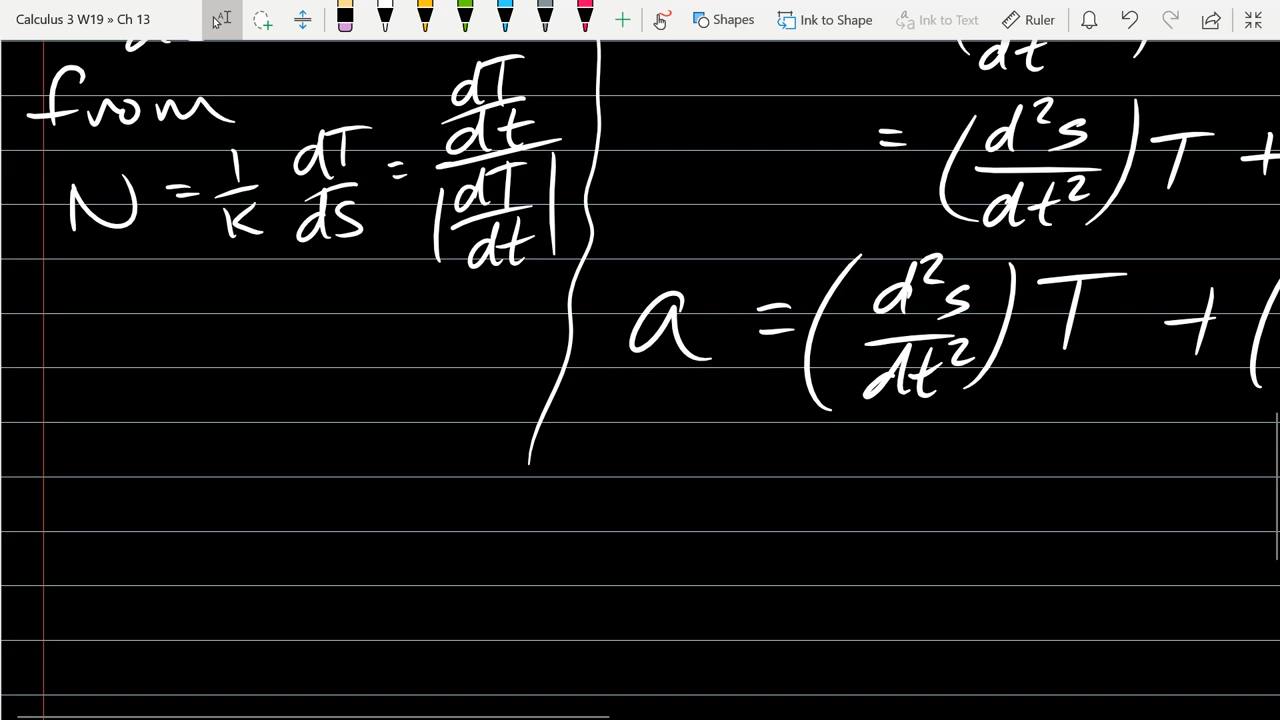 Calculus 3 W19 » Ch 13
Shapes
Ink to Shape
Ink to Text
Ruler
from
N = 1/K dT/ds = (dT/dt)/|dT/dt|
dt
= (d²s/dt²) T +
a = (d²s/dt²) T + (